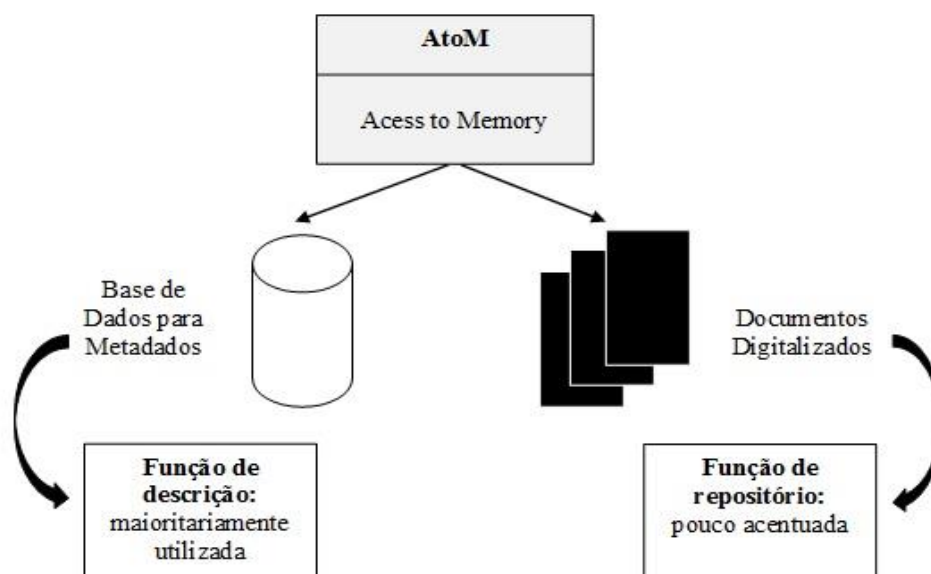 AtoM
Acess to Memory
Base de
Dados para
Metadados
Documentos
Digitalizados
Função de
descrição:
maioritariamente
utilizada
Função de
repositório:
pouco acentuada